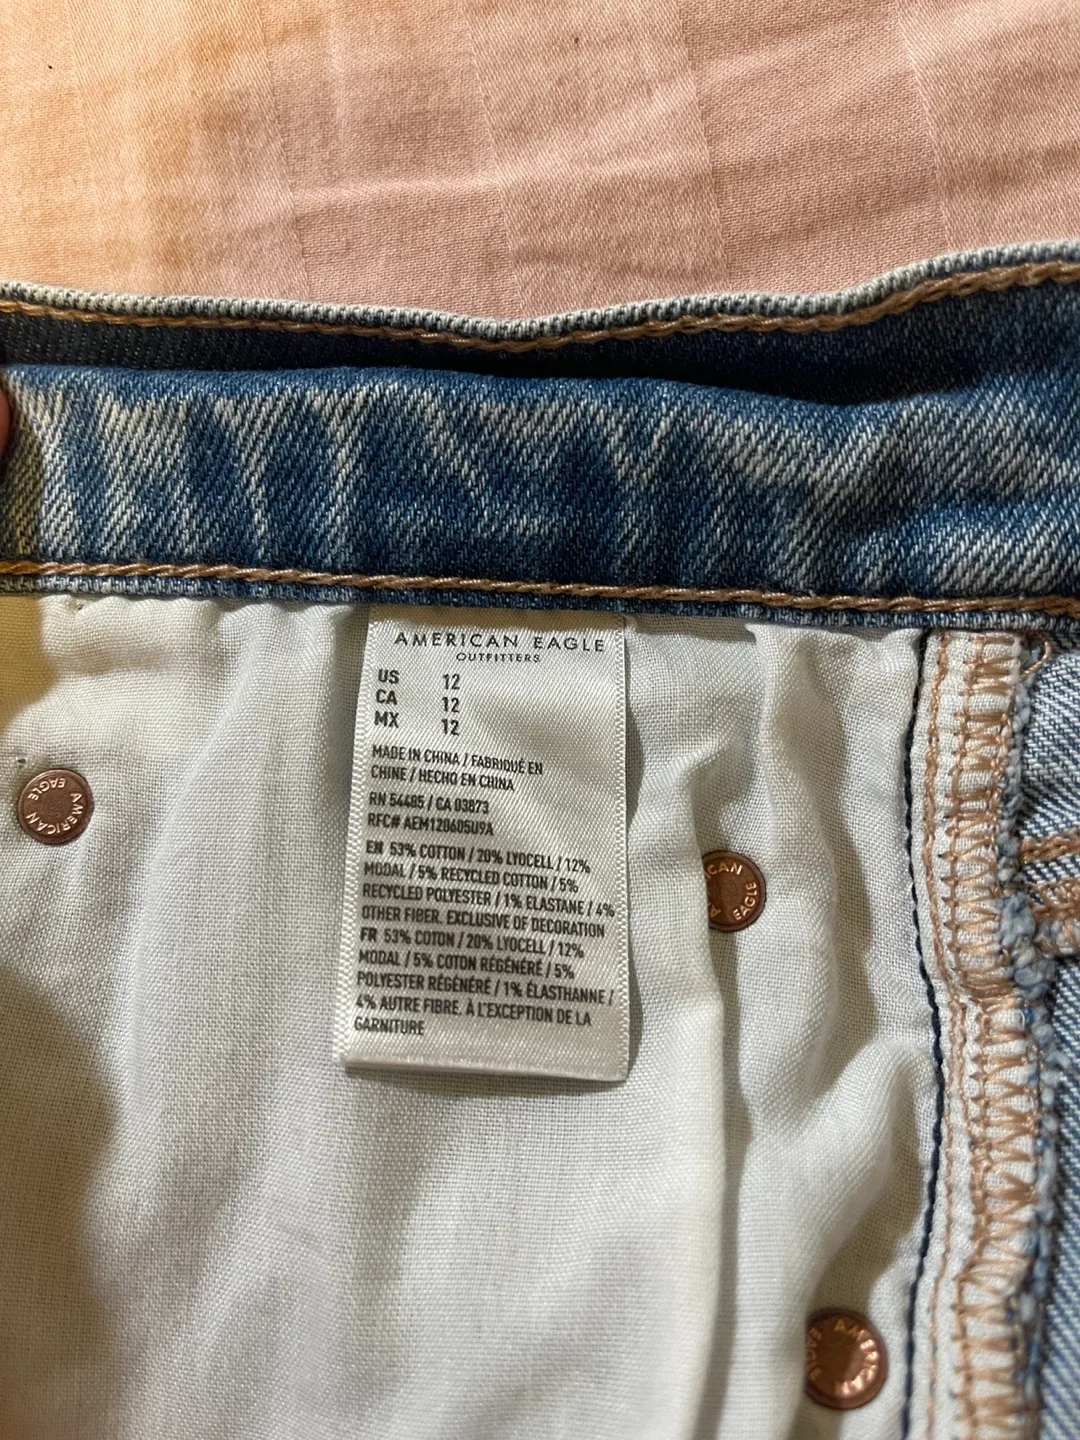 AMERICAN EAGLE
OUTFITTERS
US 12
CA 12
MX 12
MADE IN CHINA / FABRIQUÉ EN
CHINE / HECHO EN CHINA
RN 54485 / CA 03873
RFC# AEM120605U9A
EN 53% COTTON / 20% LYOCELL / 12%
MODAL / 5% RECYCLED COTTON / 5%
RECYCLED POLYESTER / 1% ELASTANE / 4%
OTHER FIBER. EXCLUSIVE OF DECORATION
FR 53% COTON / 20% LYOCELL / 12%
MODAL / 5% COTON RÉGÉNÉRÉ / 5%
POLYESTER RÉGÉNÉRÉ / 1% ÉLASTHANNE /
4% AUTRE FIBRE. À L'EXCEPTION DE LA
GARNITURE
AMERICAN EAGLE
CAN EAGLE A
AMERICAN EAGLE